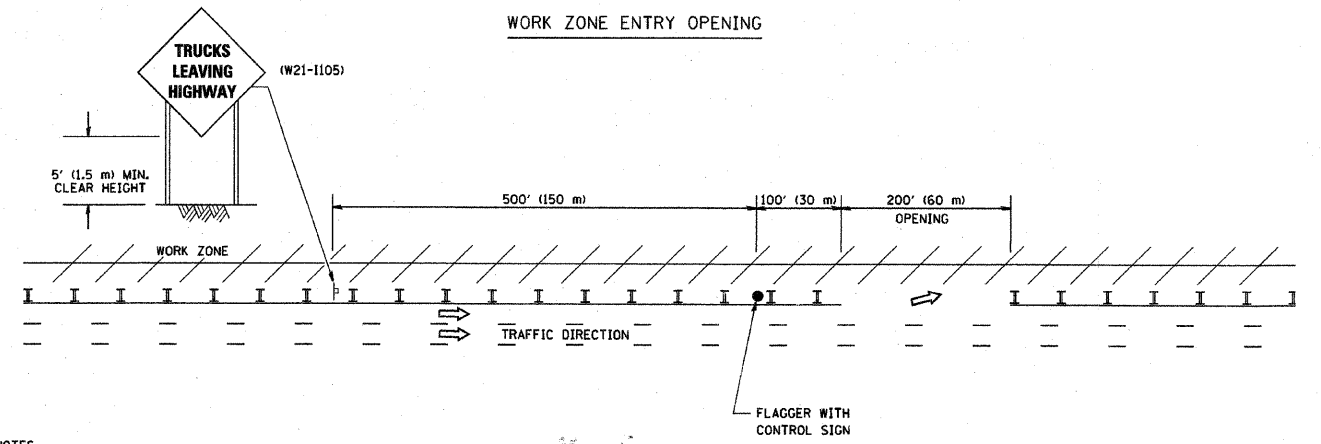 WORK ZONE ENTRY OPENING
TRUCKS
LEAVING
HIGHWAY
(W21-I105)
5' (1.5 m) MIN.
CLEAR HEIGHT
500' (150 m)
100' (30 m)
200' (60 m)
OPENING
WORK ZONE
TRAFFIC DIRECTION
FLAGGER WITH
CONTROL SIGN
NOTES